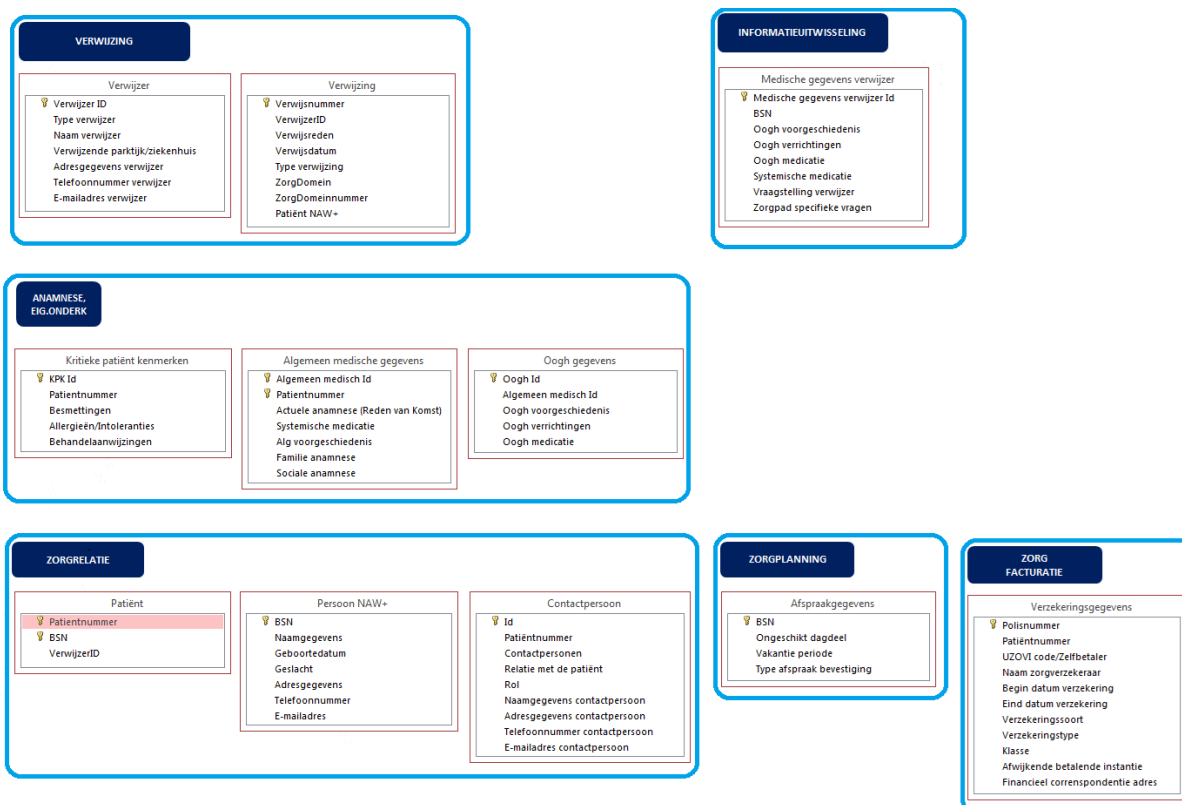 VERWIJZING
Verwijzer
Verwijzer ID
Type verwijzer
Naam verwijzer
Verwijzende parktijk/ziekenhuis
Adresgegevens verwijzer
Telefoonnummer verwijzer
E-mailadres verwijzer
Verwijzing
Verwijsnummer
VerwijzerID
Verwijsreden
Verwijsdatum
Type verwijzing
ZorgDomein
ZorgDomeinnummer
Patiënt NAW+
INFORMATIEUITWISSELING
Medische gegevens verwijzer
Medische gegevens verwijzer Id
BSN
Oogh voorgeschiedenis
Oogh verrichtingen
Oogh medicatie
Systemische medicatie
Vraagstelling verwijzer
Zorgpad specifieke vragen
ANAMNESE,
EIG.ONDERK
Kritieke patiënt kenmerken
KPK Id
Patientnummer
Besmettingen
Allergieën/Intoleranties
Behandelaanwijzingen
Algemeen medische gegevens
Algemeen medisch Id
Patientnummer
Actuele anamnese (Reden van Komst)
Systemische medicatie
Alg voorgeschiedenis
Familie anamnese
Sociale anamnese
Oogh gegevens
Oogh Id
Algemeen medisch Id
Oogh voorgeschiedenis
Oogh verrichtingen
Oogh medicatie
ZORGRELATIE
Patiënt
Patientnummer
BSN
VerwijzerID
Persoon NAW+
BSN
Naamgegevens
Geboortedatum
Geslacht
Adresgegevens
Telefoonnummer
E-mailadres
Contactpersoon
Id
Patiëntnummer
Contactpersonen
Relatie met de patiënt
Rol
Naamgegevens contactpersoon
Adresgegevens contactpersoon
Telefoonnummer contactpersoon
E-mailadres contactpersoon
ZORGPLANNING
Afspraakgegevens
BSN
Ongeschikt dagdeel
Vakantie periode
Type afspraak bevestiging
ZORG
FACTURATIE
Verzekeringsgegevens
Polisnummer
Patiëntnummer
UZOVI code/Zelfbetaler
Naam zorgverzekeraar
Begin datum verzekering
Eind datum verzekering
Verzekeringssoort
Verzekeringstype
Klasse
Afwijkende betalende instantie
Financieel corrensponden­tie adres